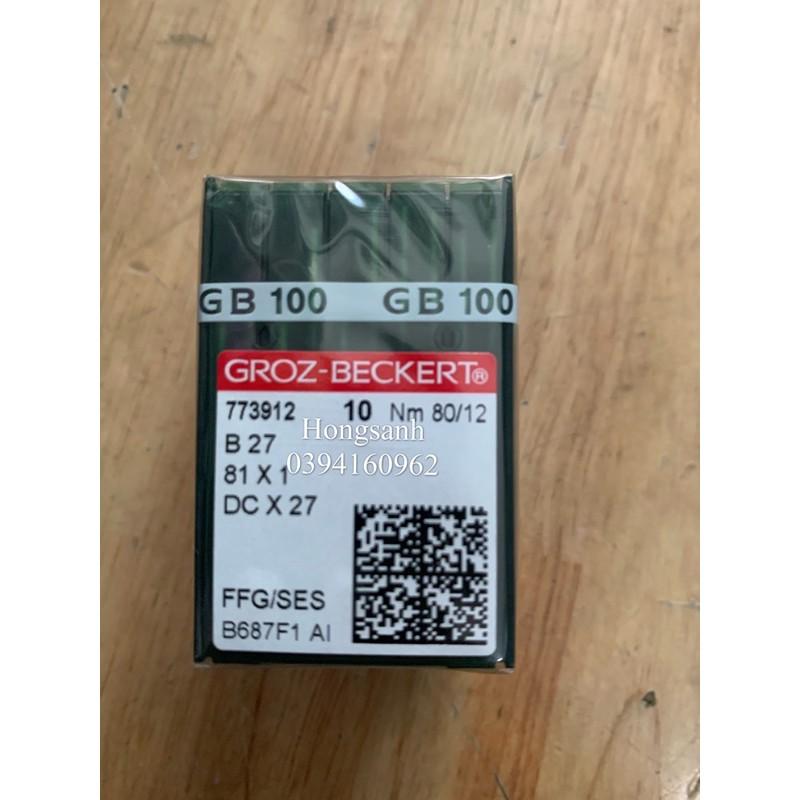 GB 100 GB 100
GROZ-BECKERT®
773912 10 Nm 80/12
B 27
Hongsanh
81 X 1
0394160962
DC X 27
FFG/SES
B687F1 AI